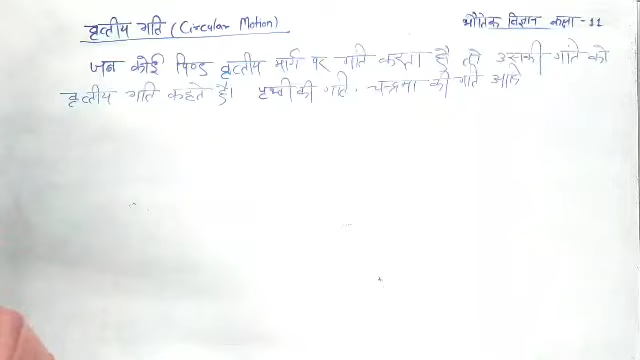 वृत्तीय गति (Circular Motion)
भौतिक विज्ञान कक्षा - 11
जब कोई पिण्ड वृत्तीय मार्ग पर गति करता है तो उसकी गति को
वृत्तीय गति कहते है। पृथ्वी की गति, चन्द्रमा की गति आदि